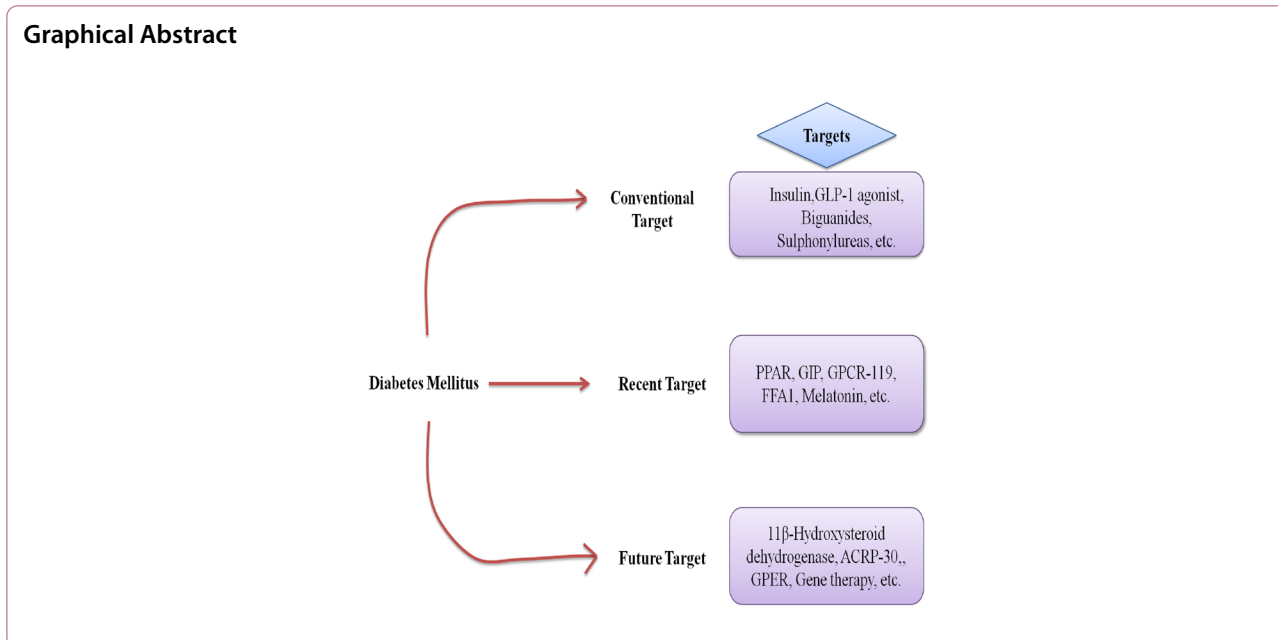 Graphical Abstract
Targets
Conventional
Target
Insulin,GLP-1 agonist,
Biguanides,
Sulphonylureas, etc.
Diabetes Mellitus
Recent Target
PPAR, GIP, GPCR-119,
FFA1, Melatonin, etc.
Future Target
11β-Hydroxysteroid
dehydrogenase, ACRP-30,,
GPER, Gene therapy, etc.